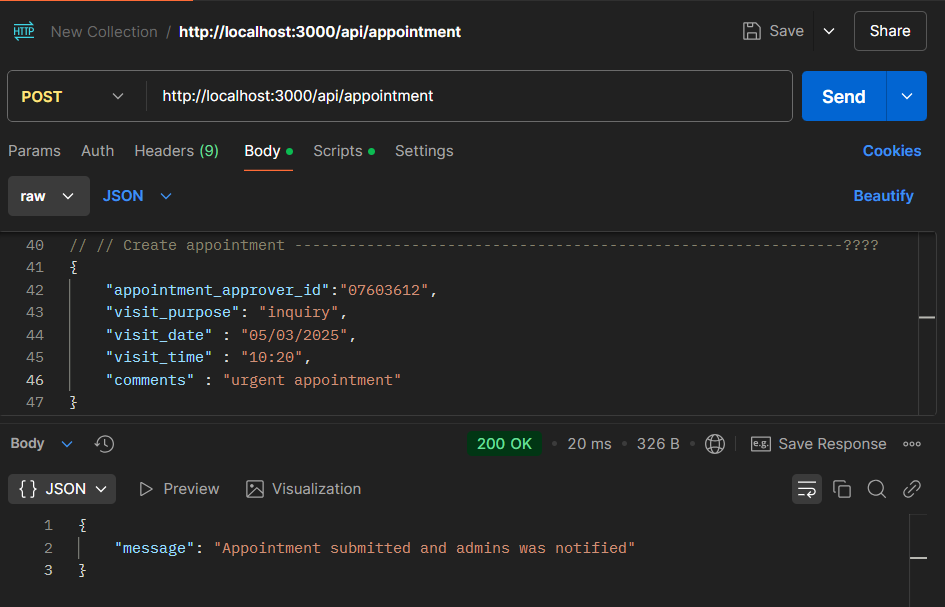 HTTP New Collection / http://localhost:3000/api/appointment Save Share
POST http://localhost:3000/api/appointment Send
Params Auth Headers (9) Body Scripts Settings Cookies
raw JSON Beautify
40 // // Create appointment -------------------------------------------------------------????
41 {
42 "appointment_approver_id":"07603612",
43 "visit_purpose": "inquiry",
44 "visit_date" : "05/03/2025",
45 "visit_time" : "10:20",
46 "comments" : "urgent appointment"
47 }
Body 200 OK • 20 ms • 326 B • e.g. Save Response
{} JSON Preview Visualization
1 {
2 "message": "Appointment submitted and admins was notified"
3 }